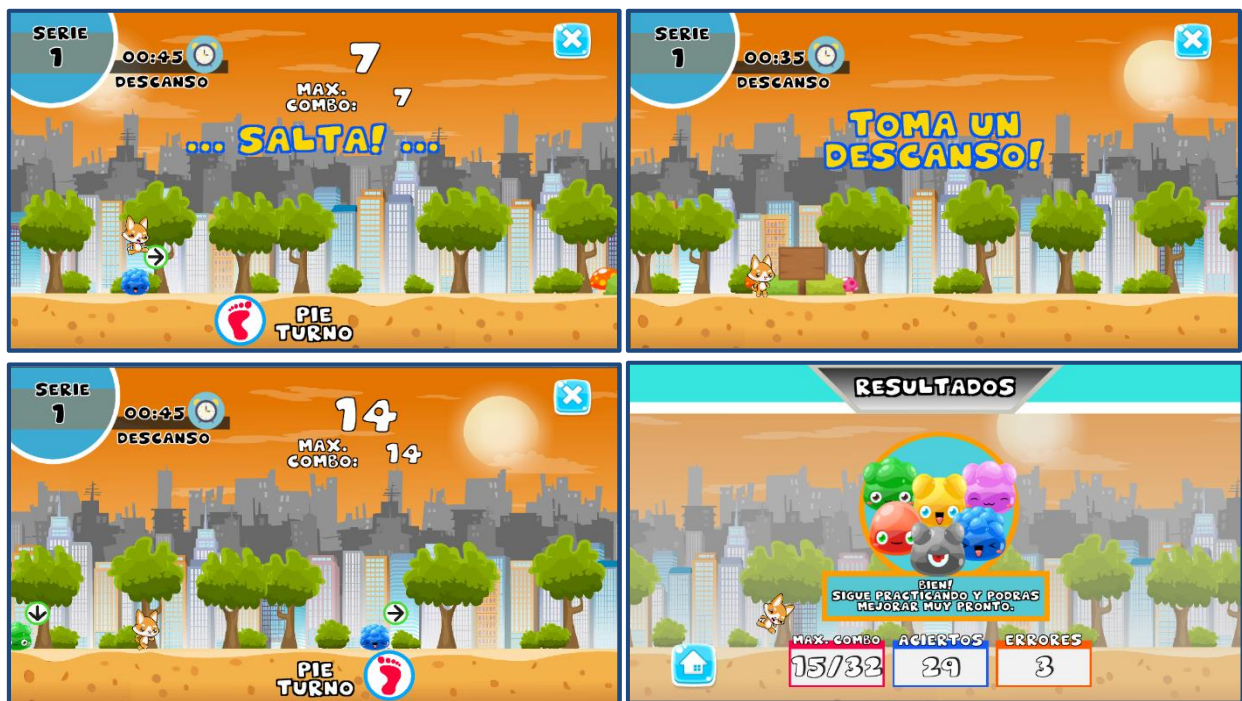 SERIE
1
00:45
DESCANSO
7
MAX.
COMBO: 7
... SALTA! ...
PIE
TURNO
SERIE
1
00:35
DESCANSO
TOMA UN
DESCANSO!
SERIE
1
00:45
DESCANSO
14
MAX.
COMBO: 14
PIE
TURNO
RESULTADOS
BIEN!
SIGUE PRACTICANDO Y PODRAS
MEJORAR MUY PRONTO.
MAX. COMBO ACIERTOS ERRORES
15/32 29 3